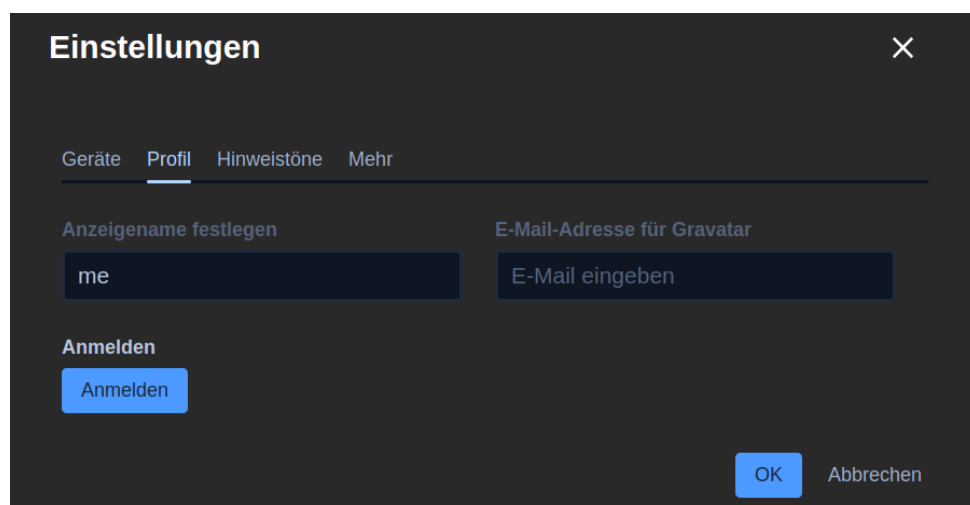 Einstellungen
Geräte Profil Hinweistöne Mehr
Anzeigename festlegen E-Mail-Adresse für Gravatar
me E-Mail eingeben
Anmelden
Anmelden
OK Abbrechen